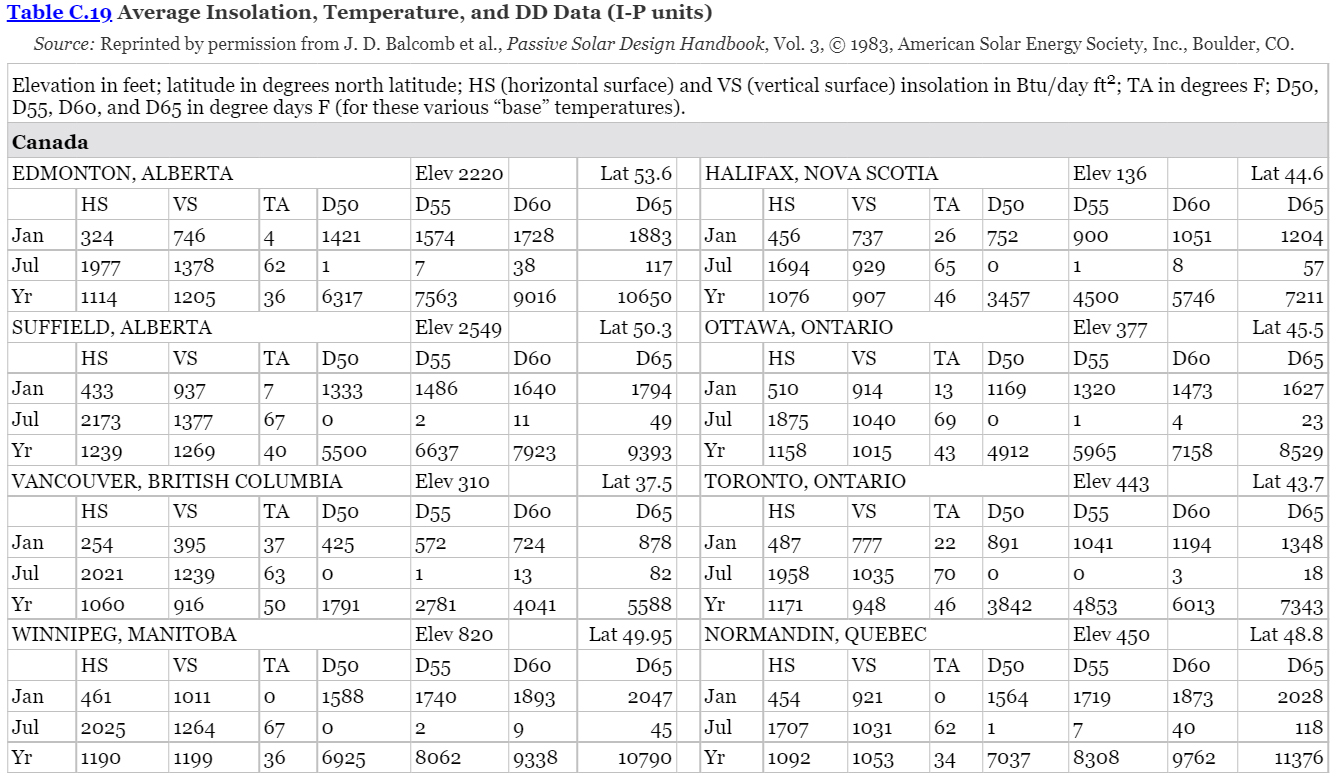 Table C.19 Average Insolation, Temperature, and DD Data (I-P units)
Source: Reprinted by permission from J. D. Balcomb et al., Passive Solar Design Handbook, Vol. 3, © 1983, American Solar Energy Society, Inc., Boulder, CO.
Elevation in feet; latitude in degrees north latitude; HS (horizontal surface) and VS (vertical surface) insolation in Btu/day ft²; TA in degrees F; D50,
D55, D60, and D65 in degree days F (for these various “base” temperatures).
Canada
EDMONTON, ALBERTA Elev 2220 Lat 53.6 HALIFAX, NOVA SCOTIA Elev 136 Lat 44.6
HS VS TA D50 D55 D60 D65 HS VS TA D50 D55 D60 D65
Jan 324 746 4 1421 1574 1728 1883 Jan 456 737 26 752 900 1051 1204
Jul 1977 1378 62 1 7 38 117 Jul 1694 929 65 0 1 8 57
Yr 1114 1205 36 6317 7563 9016 10650 Yr 1076 907 46 3457 4500 5746 7211
SUFFIELD, ALBERTA Elev 2549 Lat 50.3 OTTAWA, ONTARIO Elev 377 Lat 45.5
HS VS TA D50 D55 D60 D65 HS VS TA D50 D55 D60 D65
Jan 433 937 7 1333 1486 1640 1794 Jan 510 914 13 1169 1320 1473 1627
Jul 2173 1377 67 0 2 11 49 Jul 1875 1040 69 0 1 4 23
Yr 1239 1269 40 5500 6637 7923 9393 Yr 1158 1015 43 4912 5965 7158 8529
VANCOUVER, BRITISH COLUMBIA Elev 310 Lat 37.5 TORONTO, ONTARIO Elev 443 Lat 43.7
HS VS TA D50 D55 D60 D65 HS VS TA D50 D55 D60 D65
Jan 254 395 37 425 572 724 878 Jan 487 777 22 891 1041 1194 1348
Jul 2021 1239 63 0 1 13 82 Jul 1958 1035 70 0 0 3 18
Yr 1060 916 50 1791 2781 4041 5588 Yr 1171 948 46 3842 4853 6013 7343
WINNIPEG, MANITOBA Elev 820 Lat 49.95 NORMANDIN, QUEBEC Elev 450 Lat 48.8
HS VS TA D50 D55 D60 D65 HS VS TA D50 D55 D60 D65
Jan 461 1011 0 1588 1740 1893 2047 Jan 454 921 0 1564 1719 1873 2028
Jul 2025 1264 67 0 2 9 45 Jul 1707 1031 62 1 7 40 118
Yr 1190 1199 36 6925 8062 9338 10790 Yr 1092 1053 34 7037 8308 9762 11376